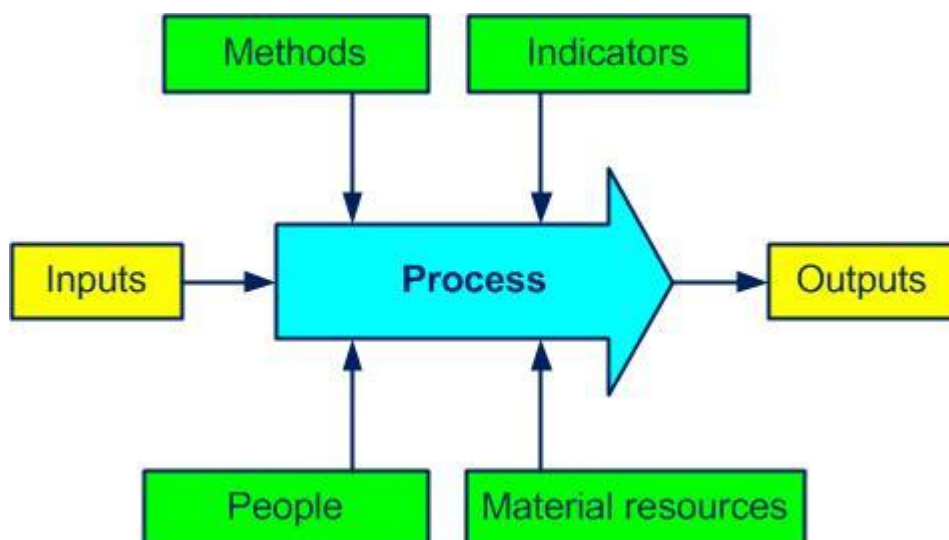 Methods
Indicators
Inputs
Process
Outputs
People
Material resources